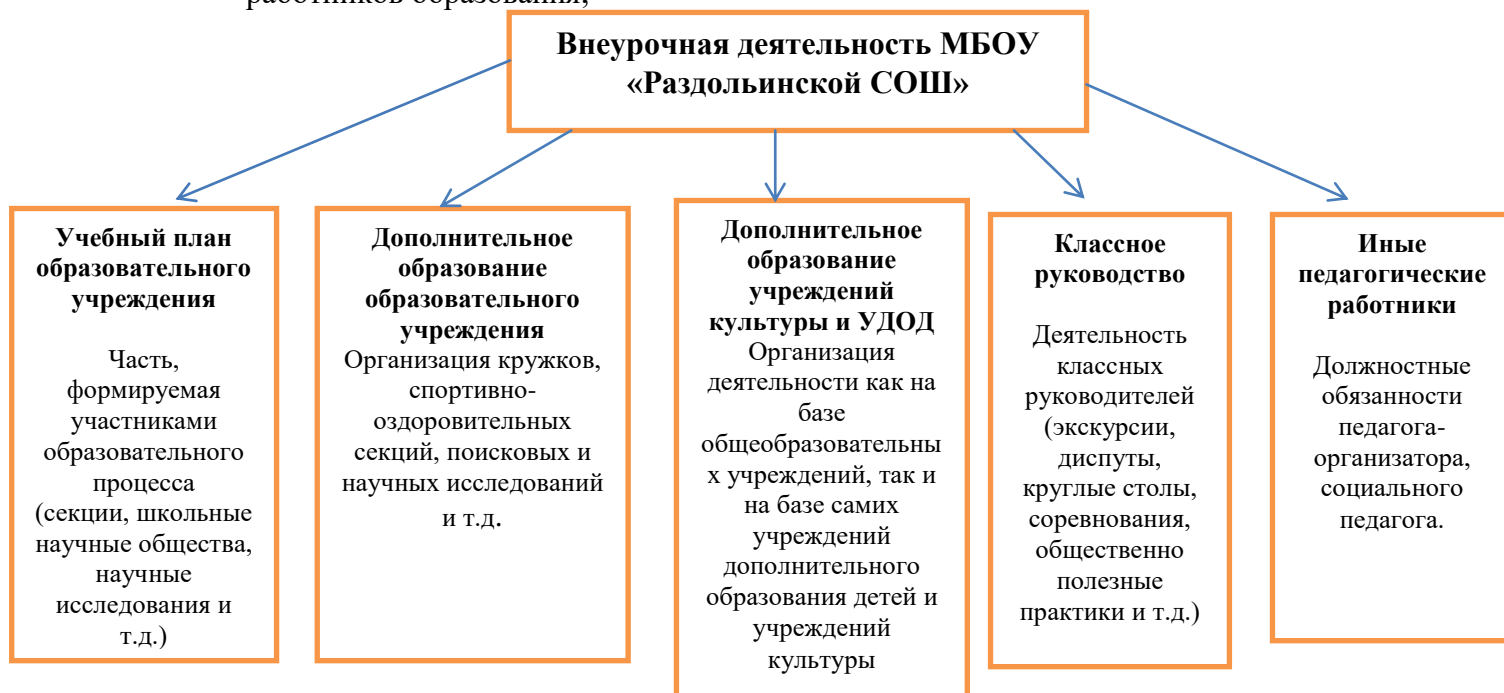 работников образования;
Внеурочная деятельность МБОУ
«Раздольинской СОШ»
Учебный план
образовательного
учреждения
Часть,
формируемая
участниками
образовательного
процесса
(секции, школьные
научные общества,
научные
исследования и
т.д.)
Дополнительное
образование
образовательного
учреждения
Организация кружков,
спортивно-
оздоровительных
секций, поисковых и
научных исследований
и т.д.
Дополнительное
образование
учреждений
культуры и УДОД
Организация
деятельности как на
базе
общеобразовательны
х учреждений, так и
на базе самих
учреждений
дополнительного
образования детей и
учреждений
культуры
Классное
руководство
Деятельность
классных
руководителей
(экскурсии,
диспуты,
круглые столы,
соревнования,
общественно
полезные
практики и т.д.)
Иные
педагогические
работники
Должностные
обязанности
педагога-
организатора,
социального
педагога.